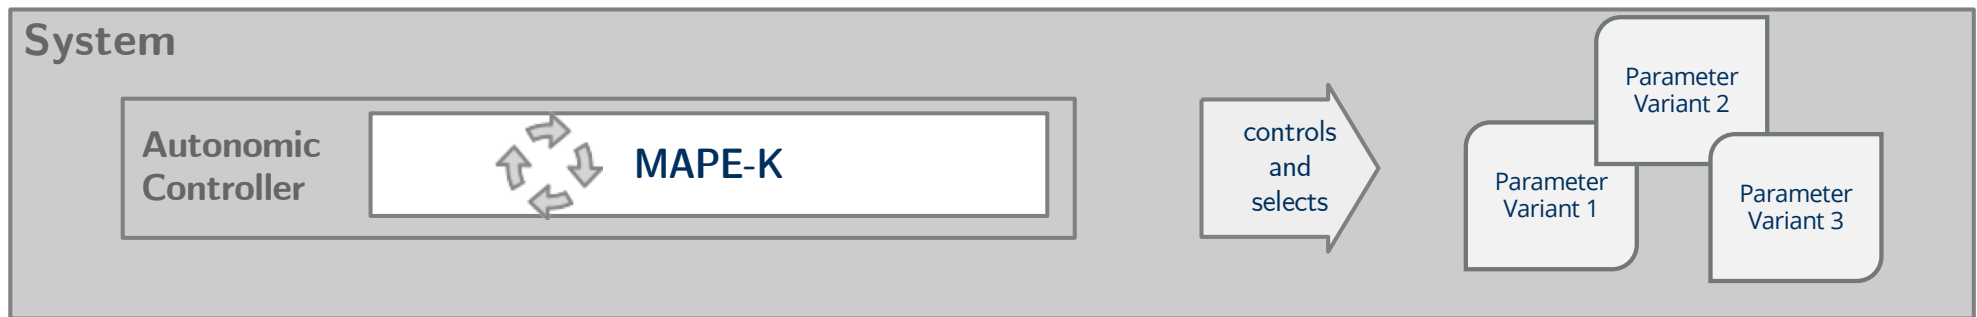 System
Autonomic
Controller
MAPE-K
controls
and
selects
Parameter
Variant 2
Parameter
Variant 1
Parameter
Variant 3